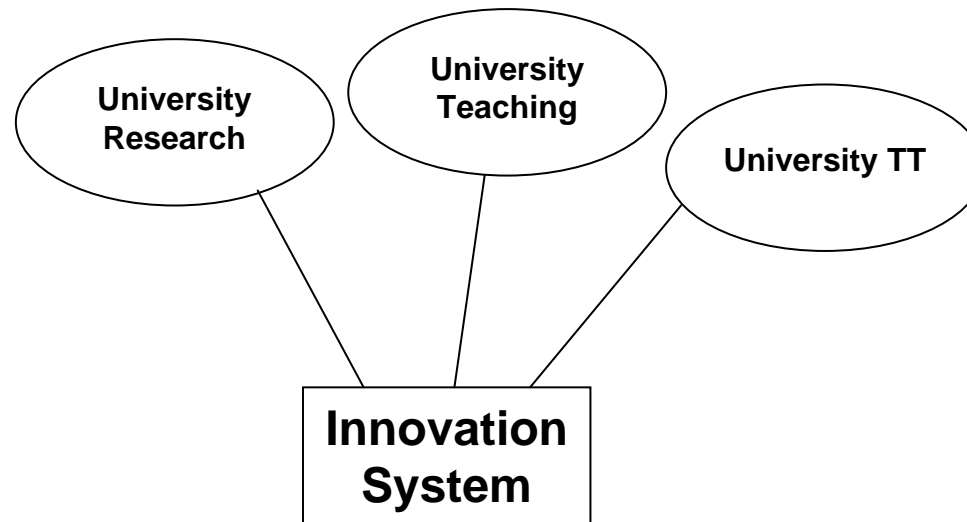 University
Research
University
Teaching
University TT
Innovation
System